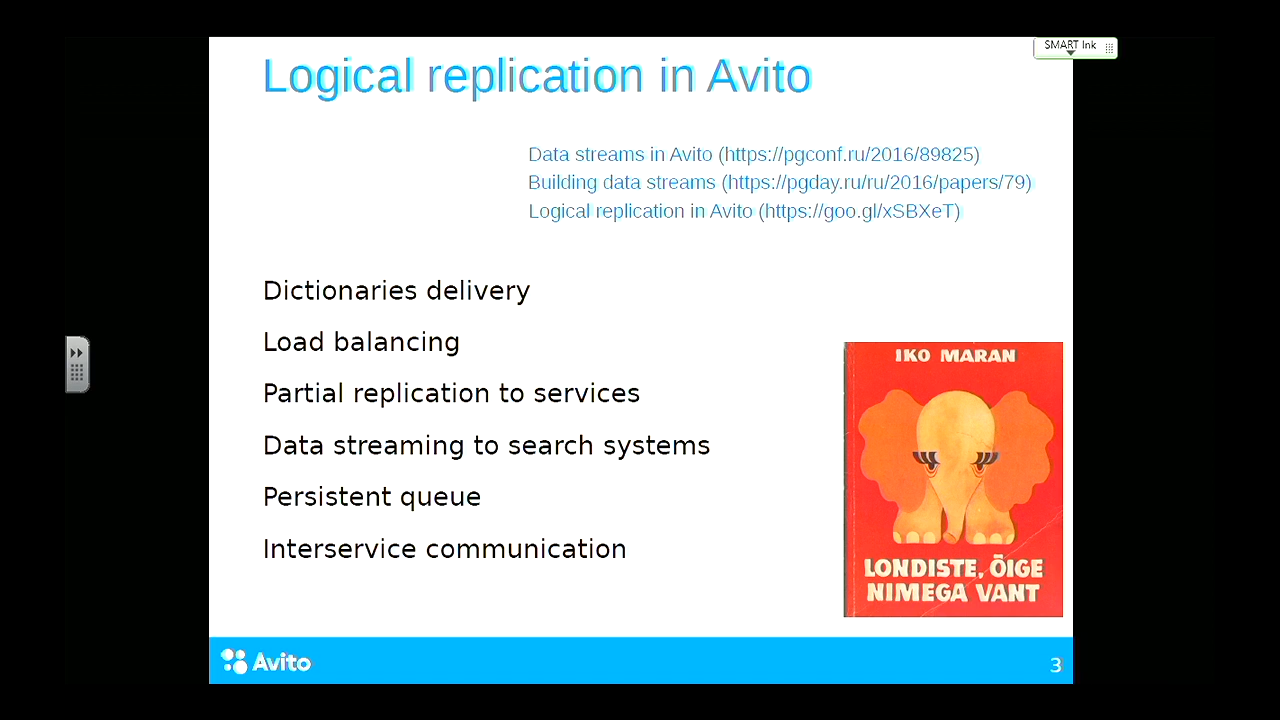 SMART Ink
Logical replication in Avito
Data streams in Avito (https://pgconf.ru/2016/89825)
Building data streams (https://pgday.ru/ru/2016/papers/79)
Logical replication in Avito (https://goo.gl/xSBXeT)
Dictionaries delivery
Load balancing
Partial replication to services
Data streaming to search systems
Persistent queue
Interservice communication
IKO MARAN
LONDISTE, ÕIGE
NIMEGA VANT
Avito
3